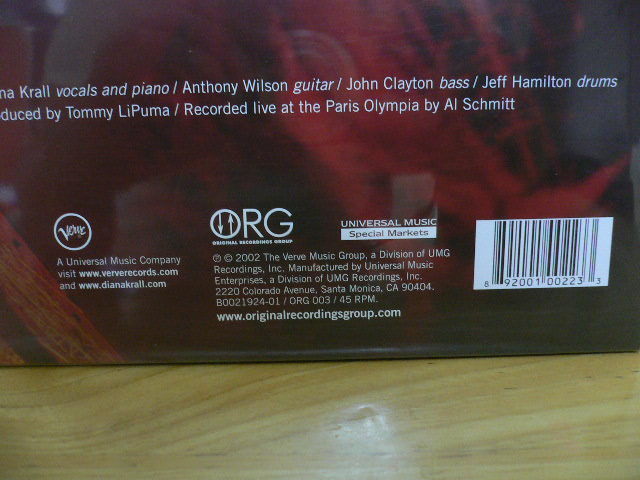 na Krall vocals and piano / Anthony Wilson guitar / John Clayton bass / Jeff Hamilton drums
duced by Tommy LiPuma / Recorded live at the Paris Olympia by Al Schmitt
Verve
A Universal Music Company
visit www.ververecords.com
and www.dianakrall.com
ORG
ORIGINAL RECORDINGS GROUP
℗ © 2002 The Verve Music Group, a Division of UMG
Recordings, Inc. Manufactured by Universal Music
Enterprises, a Division of UMG Recordings, Inc.
2220 Colorado Avenue, Santa Monica, CA 90404.
B0021924-01 / ORG 003 / 45 RPM.
www.originalrecordingsgroup.com
UNIVERSAL MUSIC
Special Markets
8 92001 00223 3